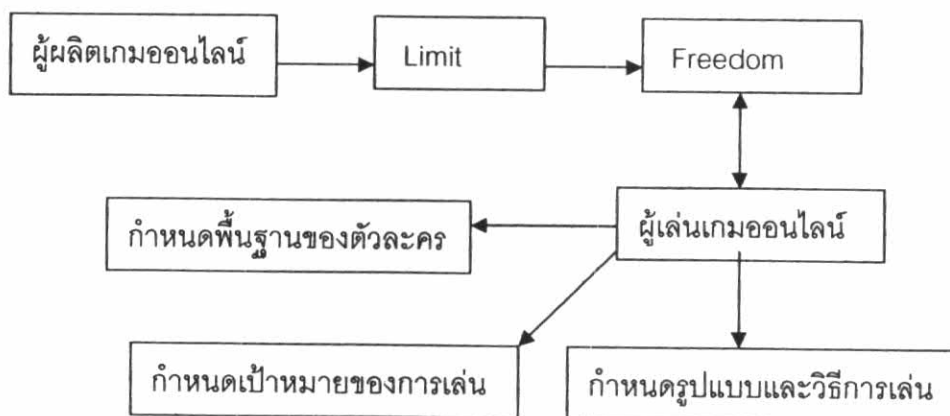 ผู้ผลิตเกมออนไลน์
Limit
Freedom
กำหนดพื้นฐานของตัวละคร
ผู้เล่นเกมออนไลน์
กำหนดเป้าหมายของการเล่น
กำหนดรูปแบบและวิธีการเล่น